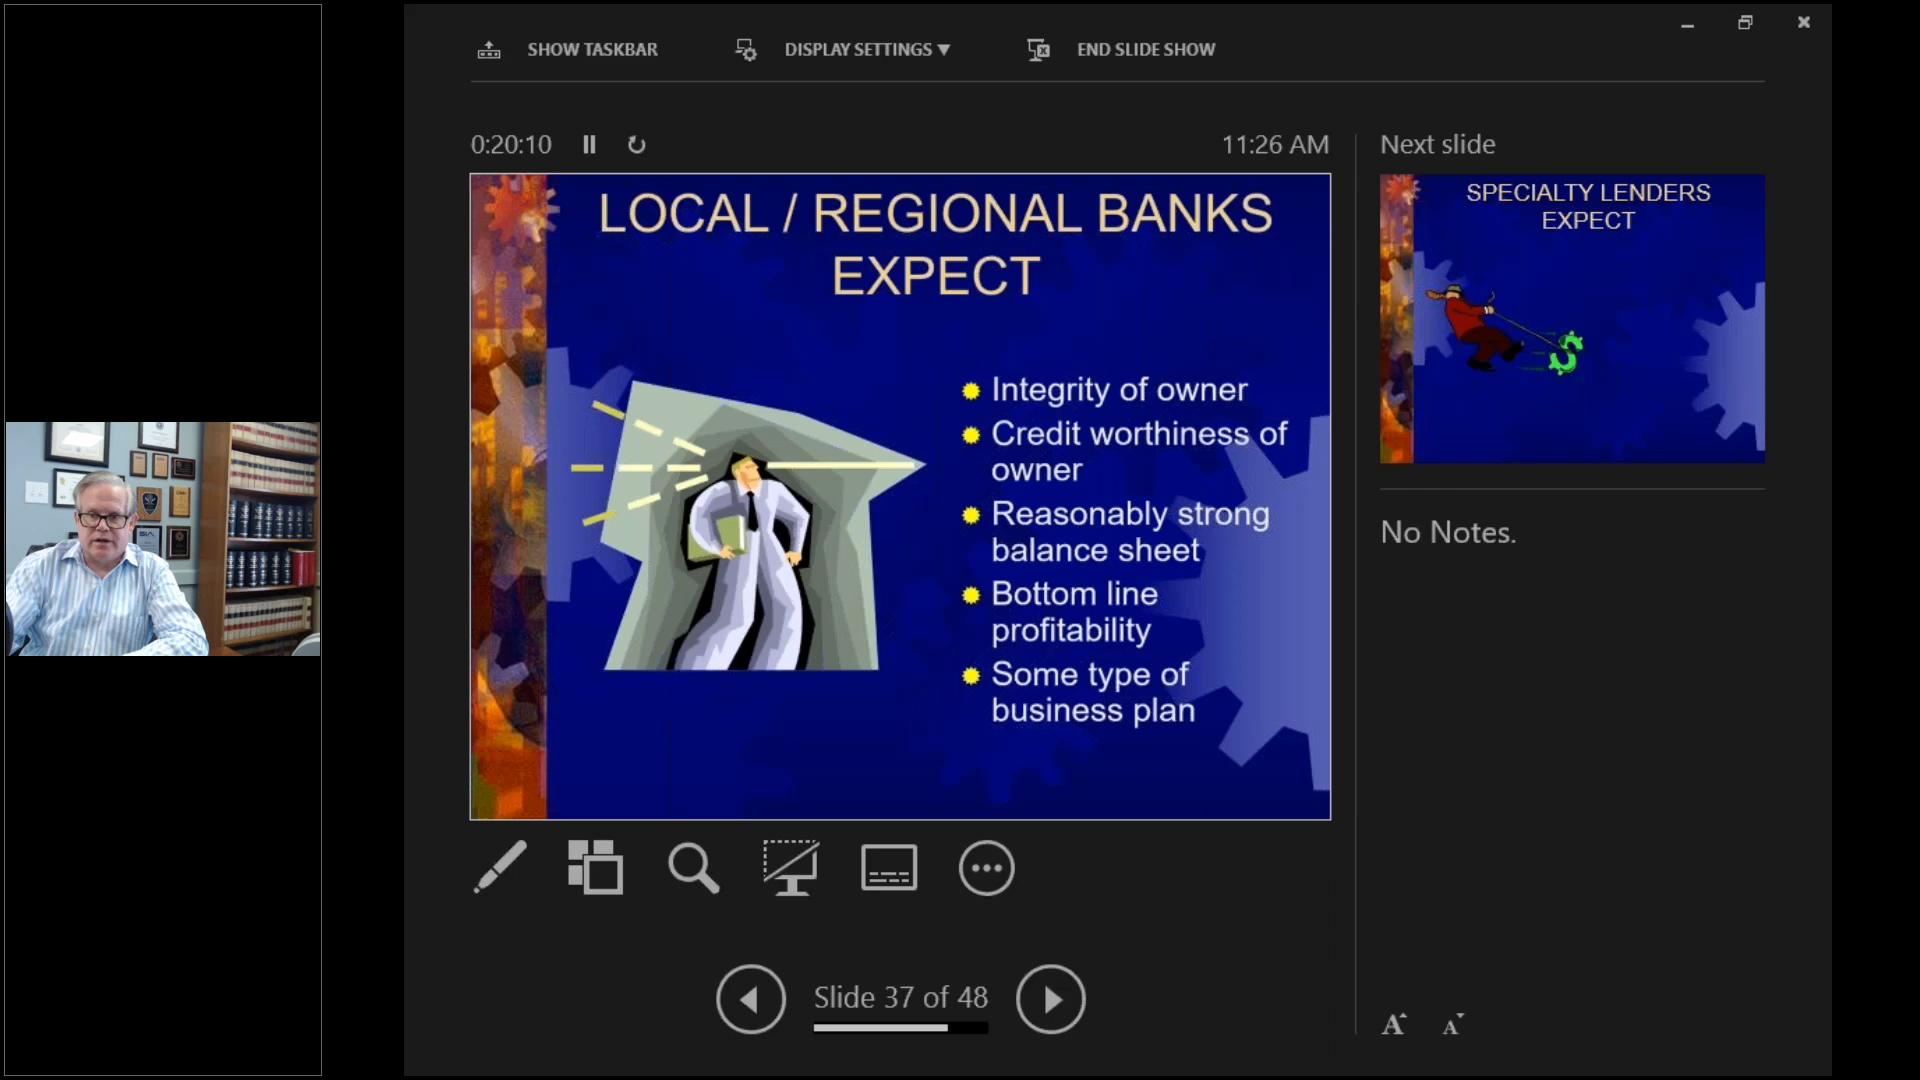 SHOW TASKBAR
DISPLAY SETTINGS ▼
END SLIDE SHOW
0:20:10
11:26 AM
LOCAL / REGIONAL BANKS
EXPECT
Integrity of owner
Credit worthiness of
owner
Reasonably strong
balance sheet
Bottom line
profitability
Some type of
business plan
Slide 37 of 48
Next slide
SPECIALTY LENDERS
EXPECT
$
No Notes.
A
A